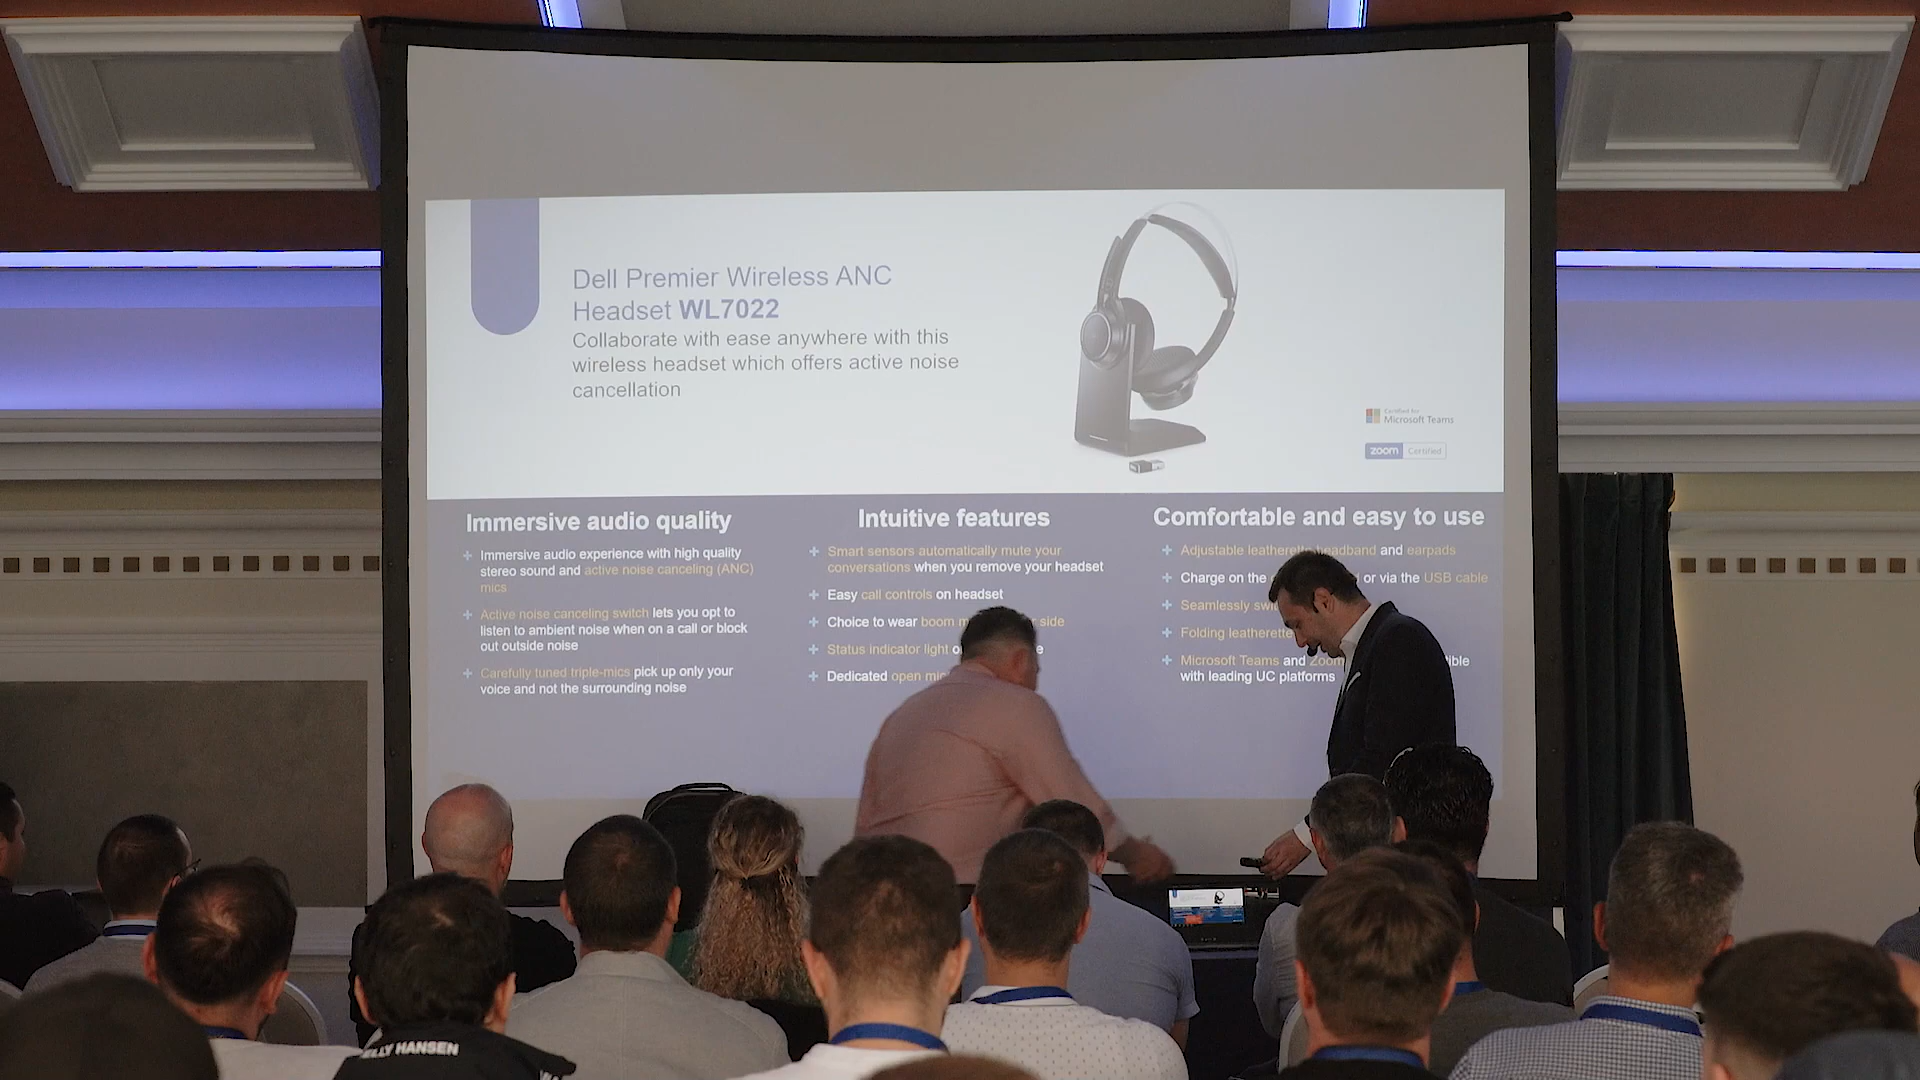 Dell Premier Wireless ANC
Headset WL7022
Collaborate with ease anywhere with this
wireless headset which offers active noise
cancellation
Certified for
Microsoft Teams
zoom Certified
Immersive audio quality
Immersive audio experience with high quality
stereo sound and active noise canceling (ANC)
mics
Active noise canceling switch lets you opt to
listen to ambient noise when on a call or block
out outside noise
Carefully tuned triple-mics pick up only your
voice and not the surrounding noise
Intuitive features
Smart sensors automatically mute your
conversations when you remove your headset
Easy call controls on headset
Choice to wear boom side
Status indicator light
Dedicated open
Comfortable and easy to use
Adjustable leatherette headband and earpads
Charge on the or via the USB cable
Seamlessly
Folding leatherette
Microsoft Teams and Zoom
with leading UC platforms
HANSEN